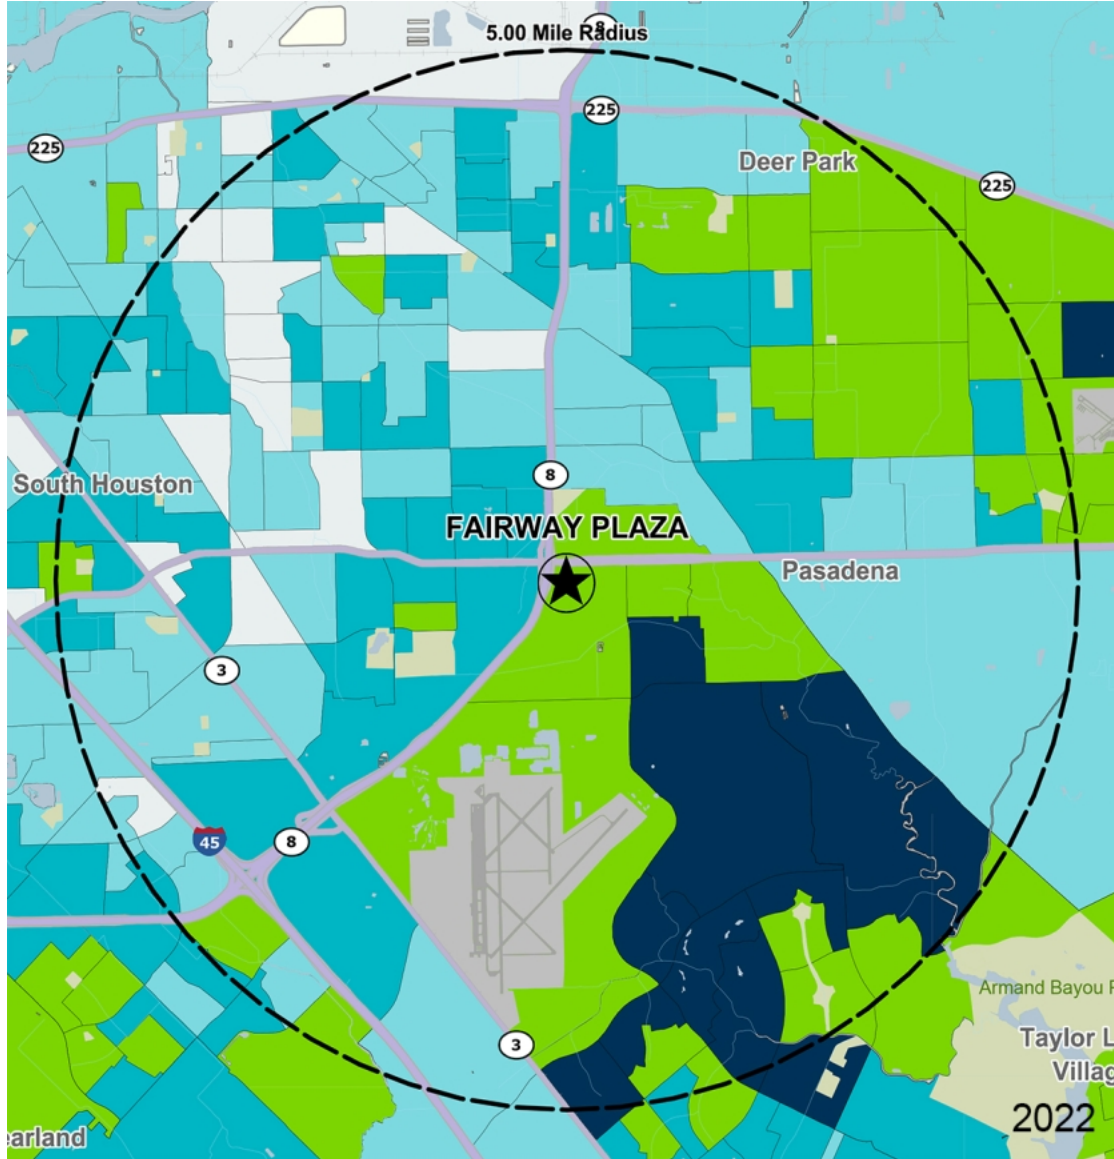 8
5.00 Mile Radius
225
225
Deer Park
225
8
South Houston
FAIRWAY PLAZA
Pasadena
3
45
8
Armand Bayou P
3
Taylor L
Villag
2022
earland